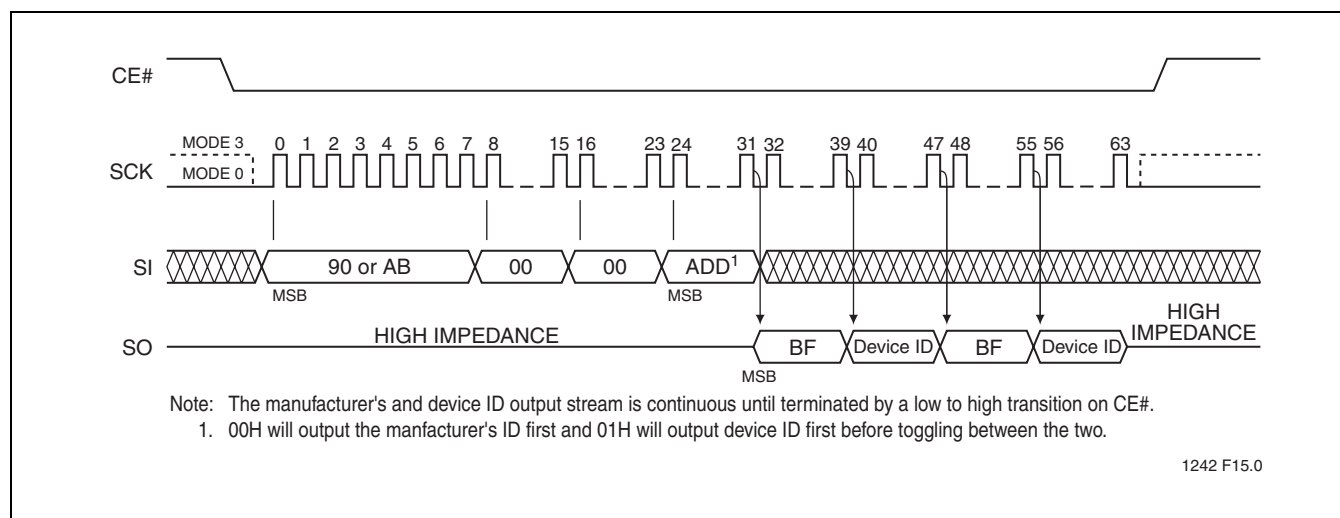 CE#
MODE 3
0 1 2 3 4 5 6 7 8 15 16 23 24 31 32 39 40 47 48 55 56 63
SCK
MODE 0
SI
90 or AB 00 00 ADD1
MSB MSB
HIGH IMPEDANCE
HIGH IMPEDANCE
SO
BF Device ID BF Device ID
MSB
Note: The manufacturer's and device ID output stream is continuous until terminated by a low to high transition on CE#.
1. 00H will output the manfacturer's ID first and 01H will output device ID first before toggling between the two.
1242 F15.0